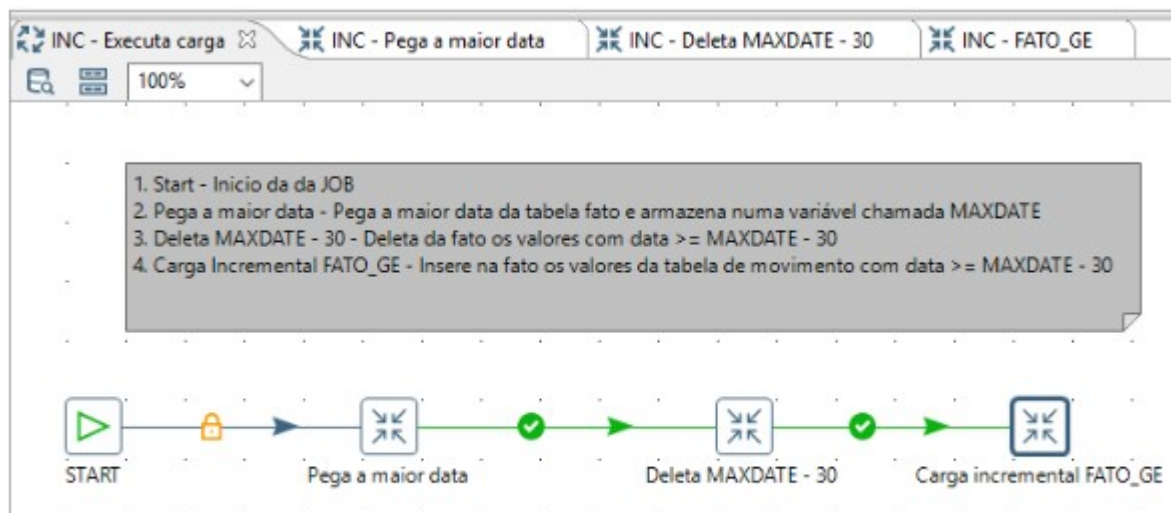 INC - Executa carga
INC - Pega a maior data
INC - Deleta MAXDATE - 30
INC - FATO_GE
100%
1. Start - Inicio da da JOB
2. Pega a maior data - Pega a maior data da tabela fato e armazena numa variável chamada MAXDATE
3. Deleta MAXDATE - 30 - Deleta da fato os valores com data >= MAXDATE - 30
4. Carga Incremental FATO_GE - Insere na fato os valores da tabela de movimento com data >= MAXDATE - 30
START
Pega a maior data
Deleta MAXDATE - 30
Carga incremental FATO_GE